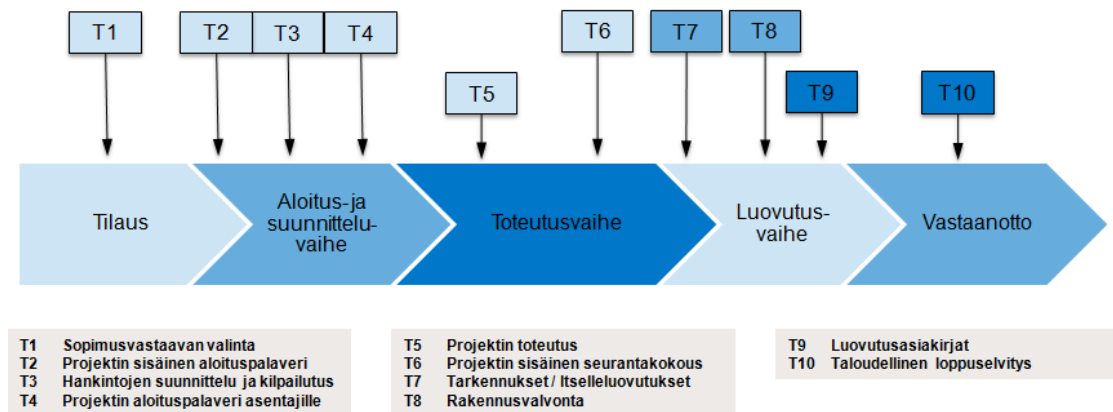 T1
T2
T3
T4
T5
T6
T7
T8
T9
T10
Tilaus
Aloitus-ja
suunnittelu-
vaihe
Toteutusvaihe
Luovutus-
vaihe
Vastaanotto
T1 Sopimusvastaavan valinta
T2 Projektin sisäinen aloituspalaveri
T3 Hankintojen suunnittelu ja kilpailutus
T4 Projektin aloituspalaveri asentajille
T5 Projektin toteutus
T6 Projektin sisäinen seurantakokous
T7 Tarkennukset / Itselleluovutukset
T8 Rakennusvalvonta
T9 Luovutusasiakirjat
T10 Taloudellinen loppuselvitys